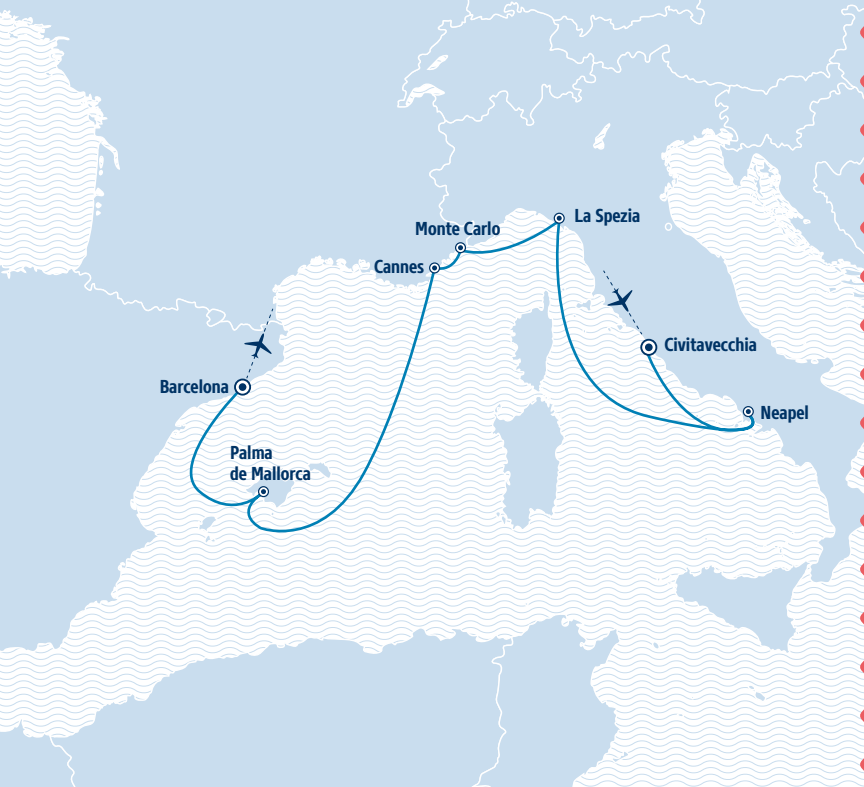 La Spezia
Monte Carlo
Cannes
Civitavecchia
Barcelona
Neapel
Palma
de Mallorca